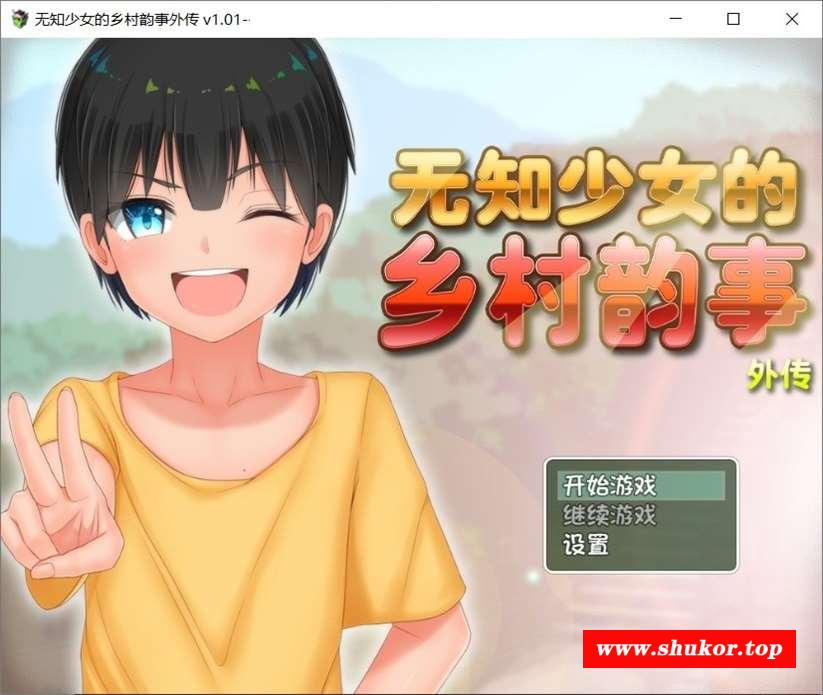 无知少女的乡村韵事外传 v1.01-
无知少女的
乡村韵事
外传
开始游戏
继续游戏
设置
www.shukor.top